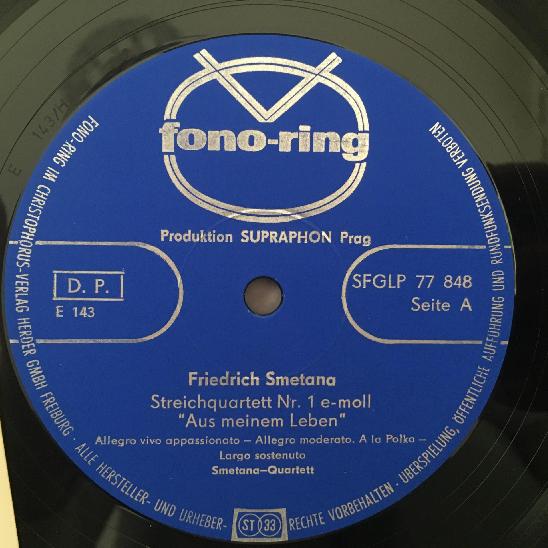 fono-ring
Produktion SUPRAPHON Prag
D. P.
E 143
SFGLP 77 848
Seite A
Friedrich Smetana
Streichquartett Nr. 1 e-moll
"Aus meinem Leben"
Allegro vivo appassionato – Allegro moderato. A la Polka –
Largo sostenuto
Smetana–Quartett
FONO-RING IM CHRISTOPHORUS-VERLAG HERDER GMBH FREIBURG · ALLE HERSTELLER- UND URHEBER-
ST 33
RECHTE VORBEHALTEN · ÜBERSPIELUNG, ÖFFENTLICHE AUFFÜHRUNG UND RUNDFUNKSENDUNG VERBOTEN